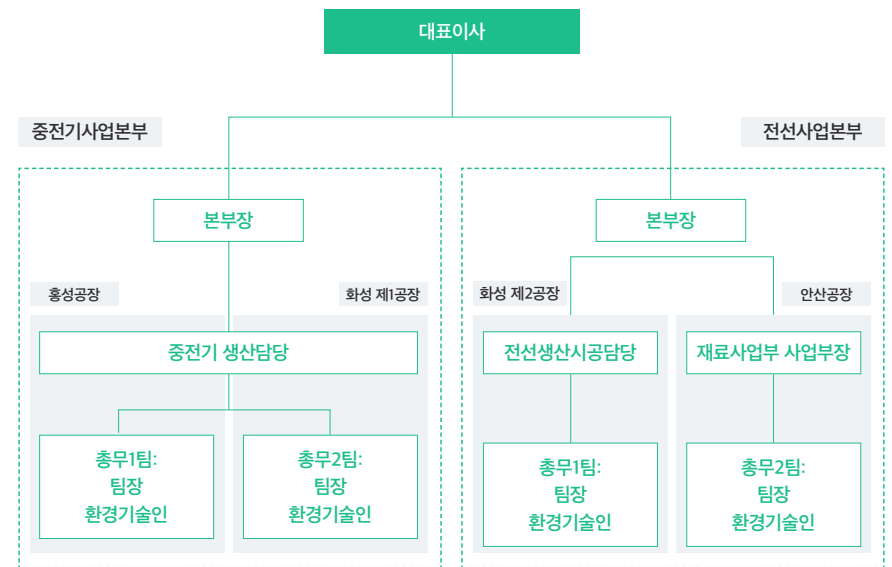 대표이사
중전기사업본부
전선사업본부
본부장
본부장
홍성공장
화성 제1공장
화성 제2공장
안산공장
중전기 생산담당
전선생산시공담당
재료사업부 사업부장
총무1팀:
팀장
환경기술인
총무2팀:
팀장
환경기술인
총무1팀:
팀장
환경기술인
총무2팀:
팀장
환경기술인